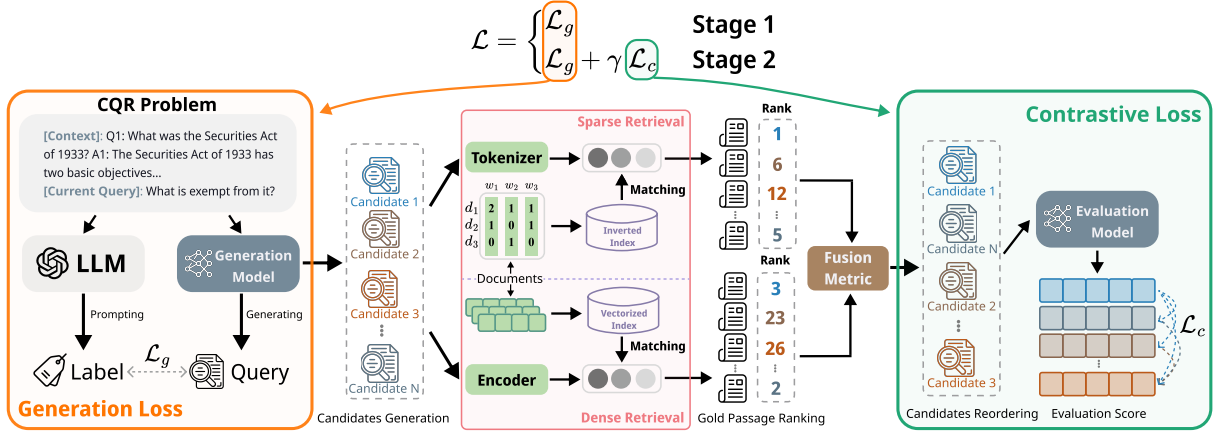 ℒ = { ℒg Stage 1
ℒg + γ ℒc Stage 2
CQR Problem
[Context]: Q1: What was the Securities Act
of 1933? A1: The Securities Act of 1933 has
two basic objectives...
[Current Query]: What is exempt from it?
LLM
Generation
Model
Prompting
Generating
Label
ℒg
Query
Generation Loss
Candidate 1
Candidate 2
Candidate 3
Candidate N
Candidates Generation
Sparse Retrieval
Tokenizer
Matching
w1 w2 w3
d1 2 1 1
d2 1 0 1
d3 0 1 0
Inverted
Index
Documents
Vectorized
Index
Matching
Encoder
Dense Retrieval
Rank
1
6
12
5
Rank
3
23
26
2
Gold Passage Ranking
Fusion
Metric
Contrastive Loss
Candidate 1
Candidate N
Candidate 2
Candidate 3
Candidates Reordering
Evaluation
Model
ℒc
Evaluation Score